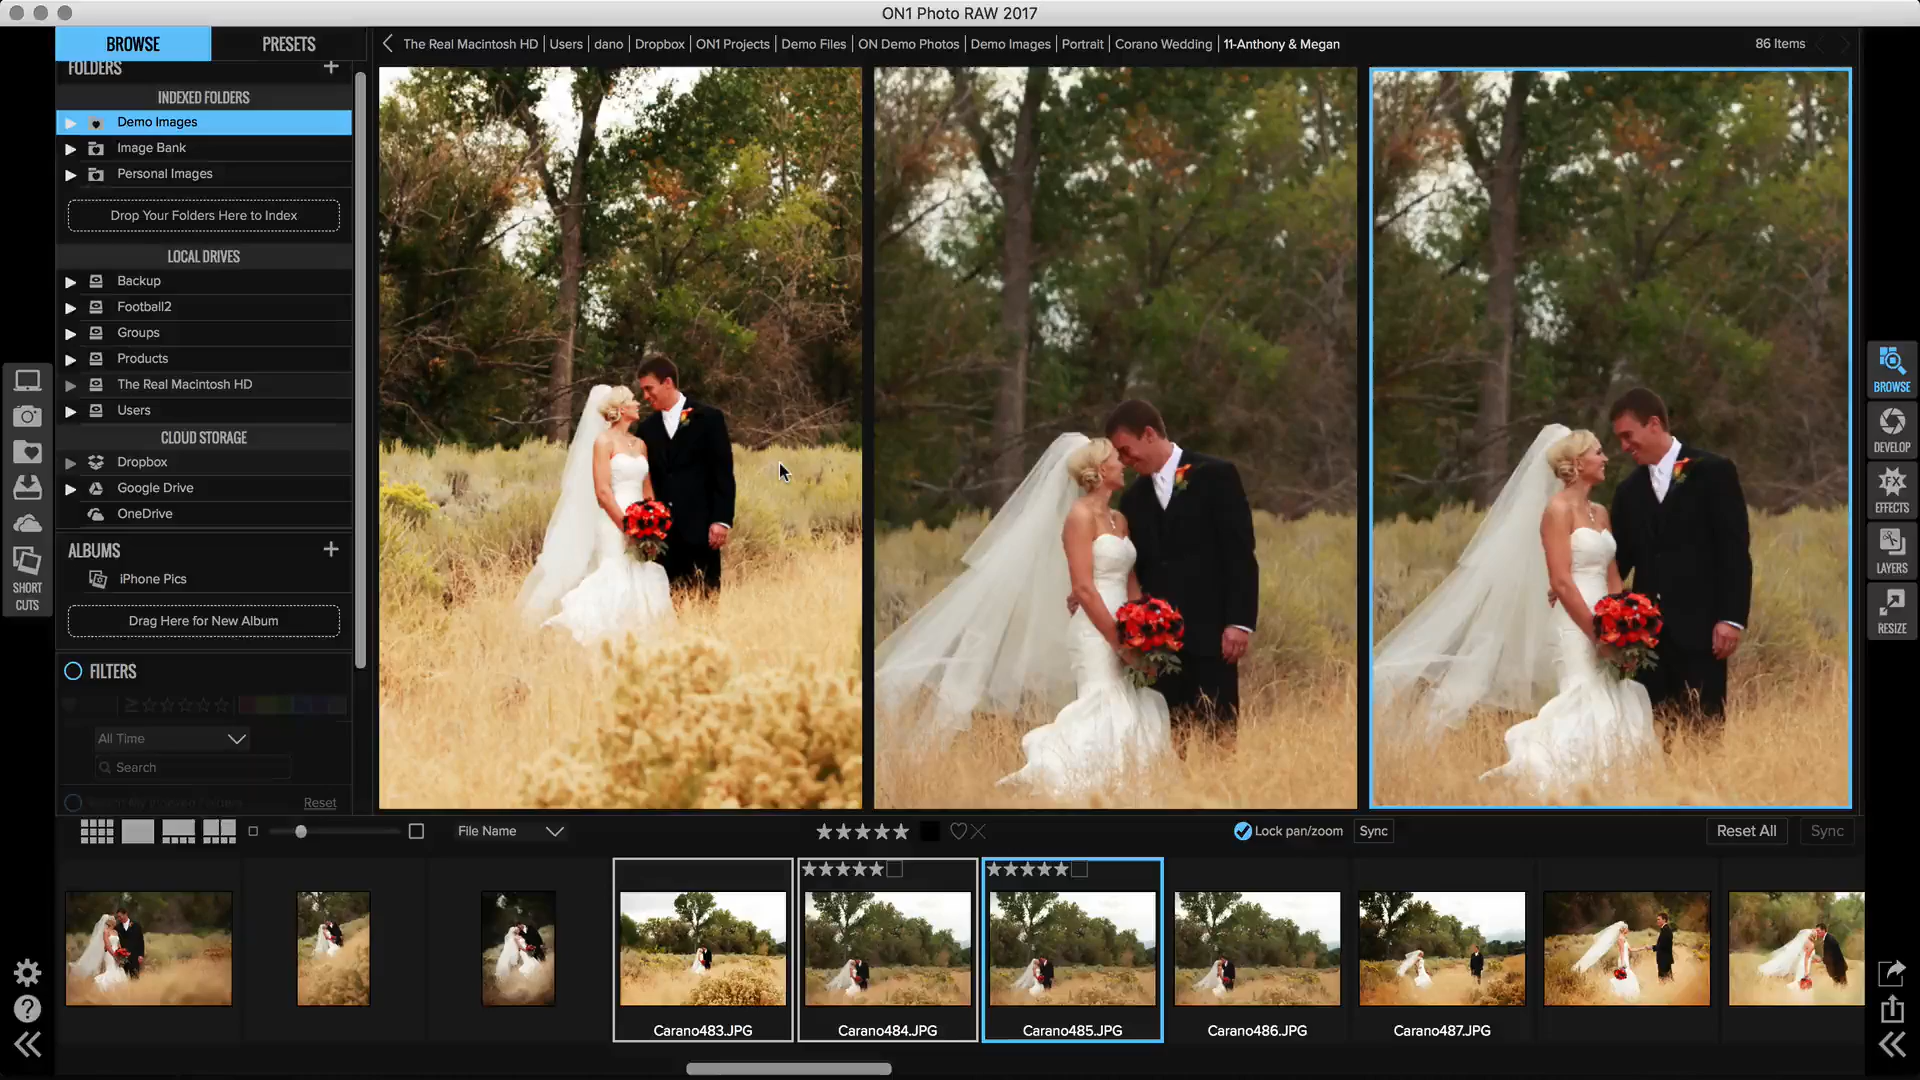 ON1 Photo RAW 2017
BROWSE
PRESETS
The Real Macintosh HD | Users | dano | Dropbox | ON1 Projects | Demo Files | ON Demo Photos | Demo Images | Portrait | Corano Wedding | 11-Anthony & Megan
86 Items
FOLDERS
INDEXED FOLDERS
Demo Images
Image Bank
Personal Images
Drop Your Folders Here to Index
LOCAL DRIVES
Backup
Football2
Groups
Products
The Real Macintosh HD
Users
CLOUD STORAGE
Dropbox
Google Drive
OneDrive
ALBUMS
iPhone Pics
Drag Here for New Album
FILTERS
All Time
Search
Reset
SHORT
CUTS
BROWSE
DEVELOP
FX
EFFECTS
LAYERS
RESIZE
File Name
Lock pan/zoom
Sync
Reset All
Sync
Carano483.JPG
Carano484.JPG
Carano485.JPG
Carano486.JPG
Carano487.JPG